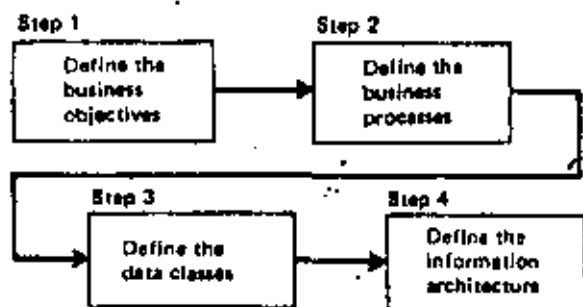 Step 1
Define the
business
objectives
Step 2
Define the
business
processes
Step 3
Define the
data classes
Step 4
Define the
information
architecture